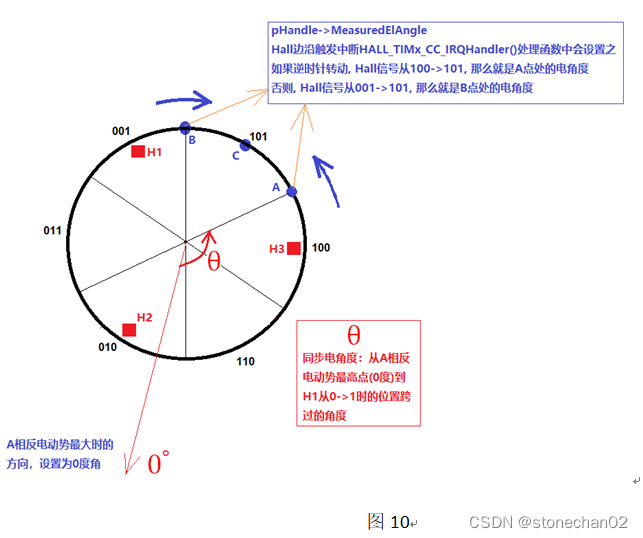 pHandle->MeasuredElAngle
Hall边沿触发中断HALL_TIMx_CC_IRQHandler()处理函数中会设置之
如果逆时针转动, Hall信号从100->101, 那么就是A点处的电角度
否则, Hall信号从001->101, 那么就是B点处的电角度
001
101
B
H1
C
A
011
θ
H3
100
H2
010
110
θ
同步电角度：从A相反
电动势最高点(0度)到
H1从0->1时的位置跨
过的角度
A相反电动势最大时的
方向，设置为0度角
0°
图 10
CSDN @stonechan02